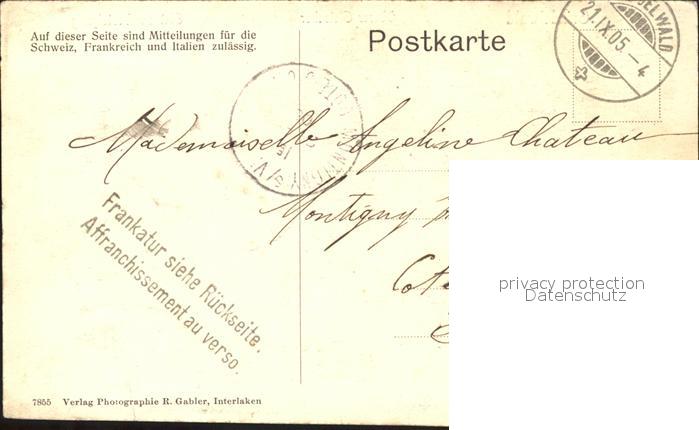 Auf dieser Seite sind Mitteilungen für die
Schweiz, Frankreich und Italien zulässig.
Postkarte
21.IX.05.-4
Mademoiselle Angeline Chateau
Montigny
Frankatur siehe Rückseite.
Affranchissement au verso.
privacy protection
Datenschutz
7855 Verlag Photographie R. Gabler, Interlaken